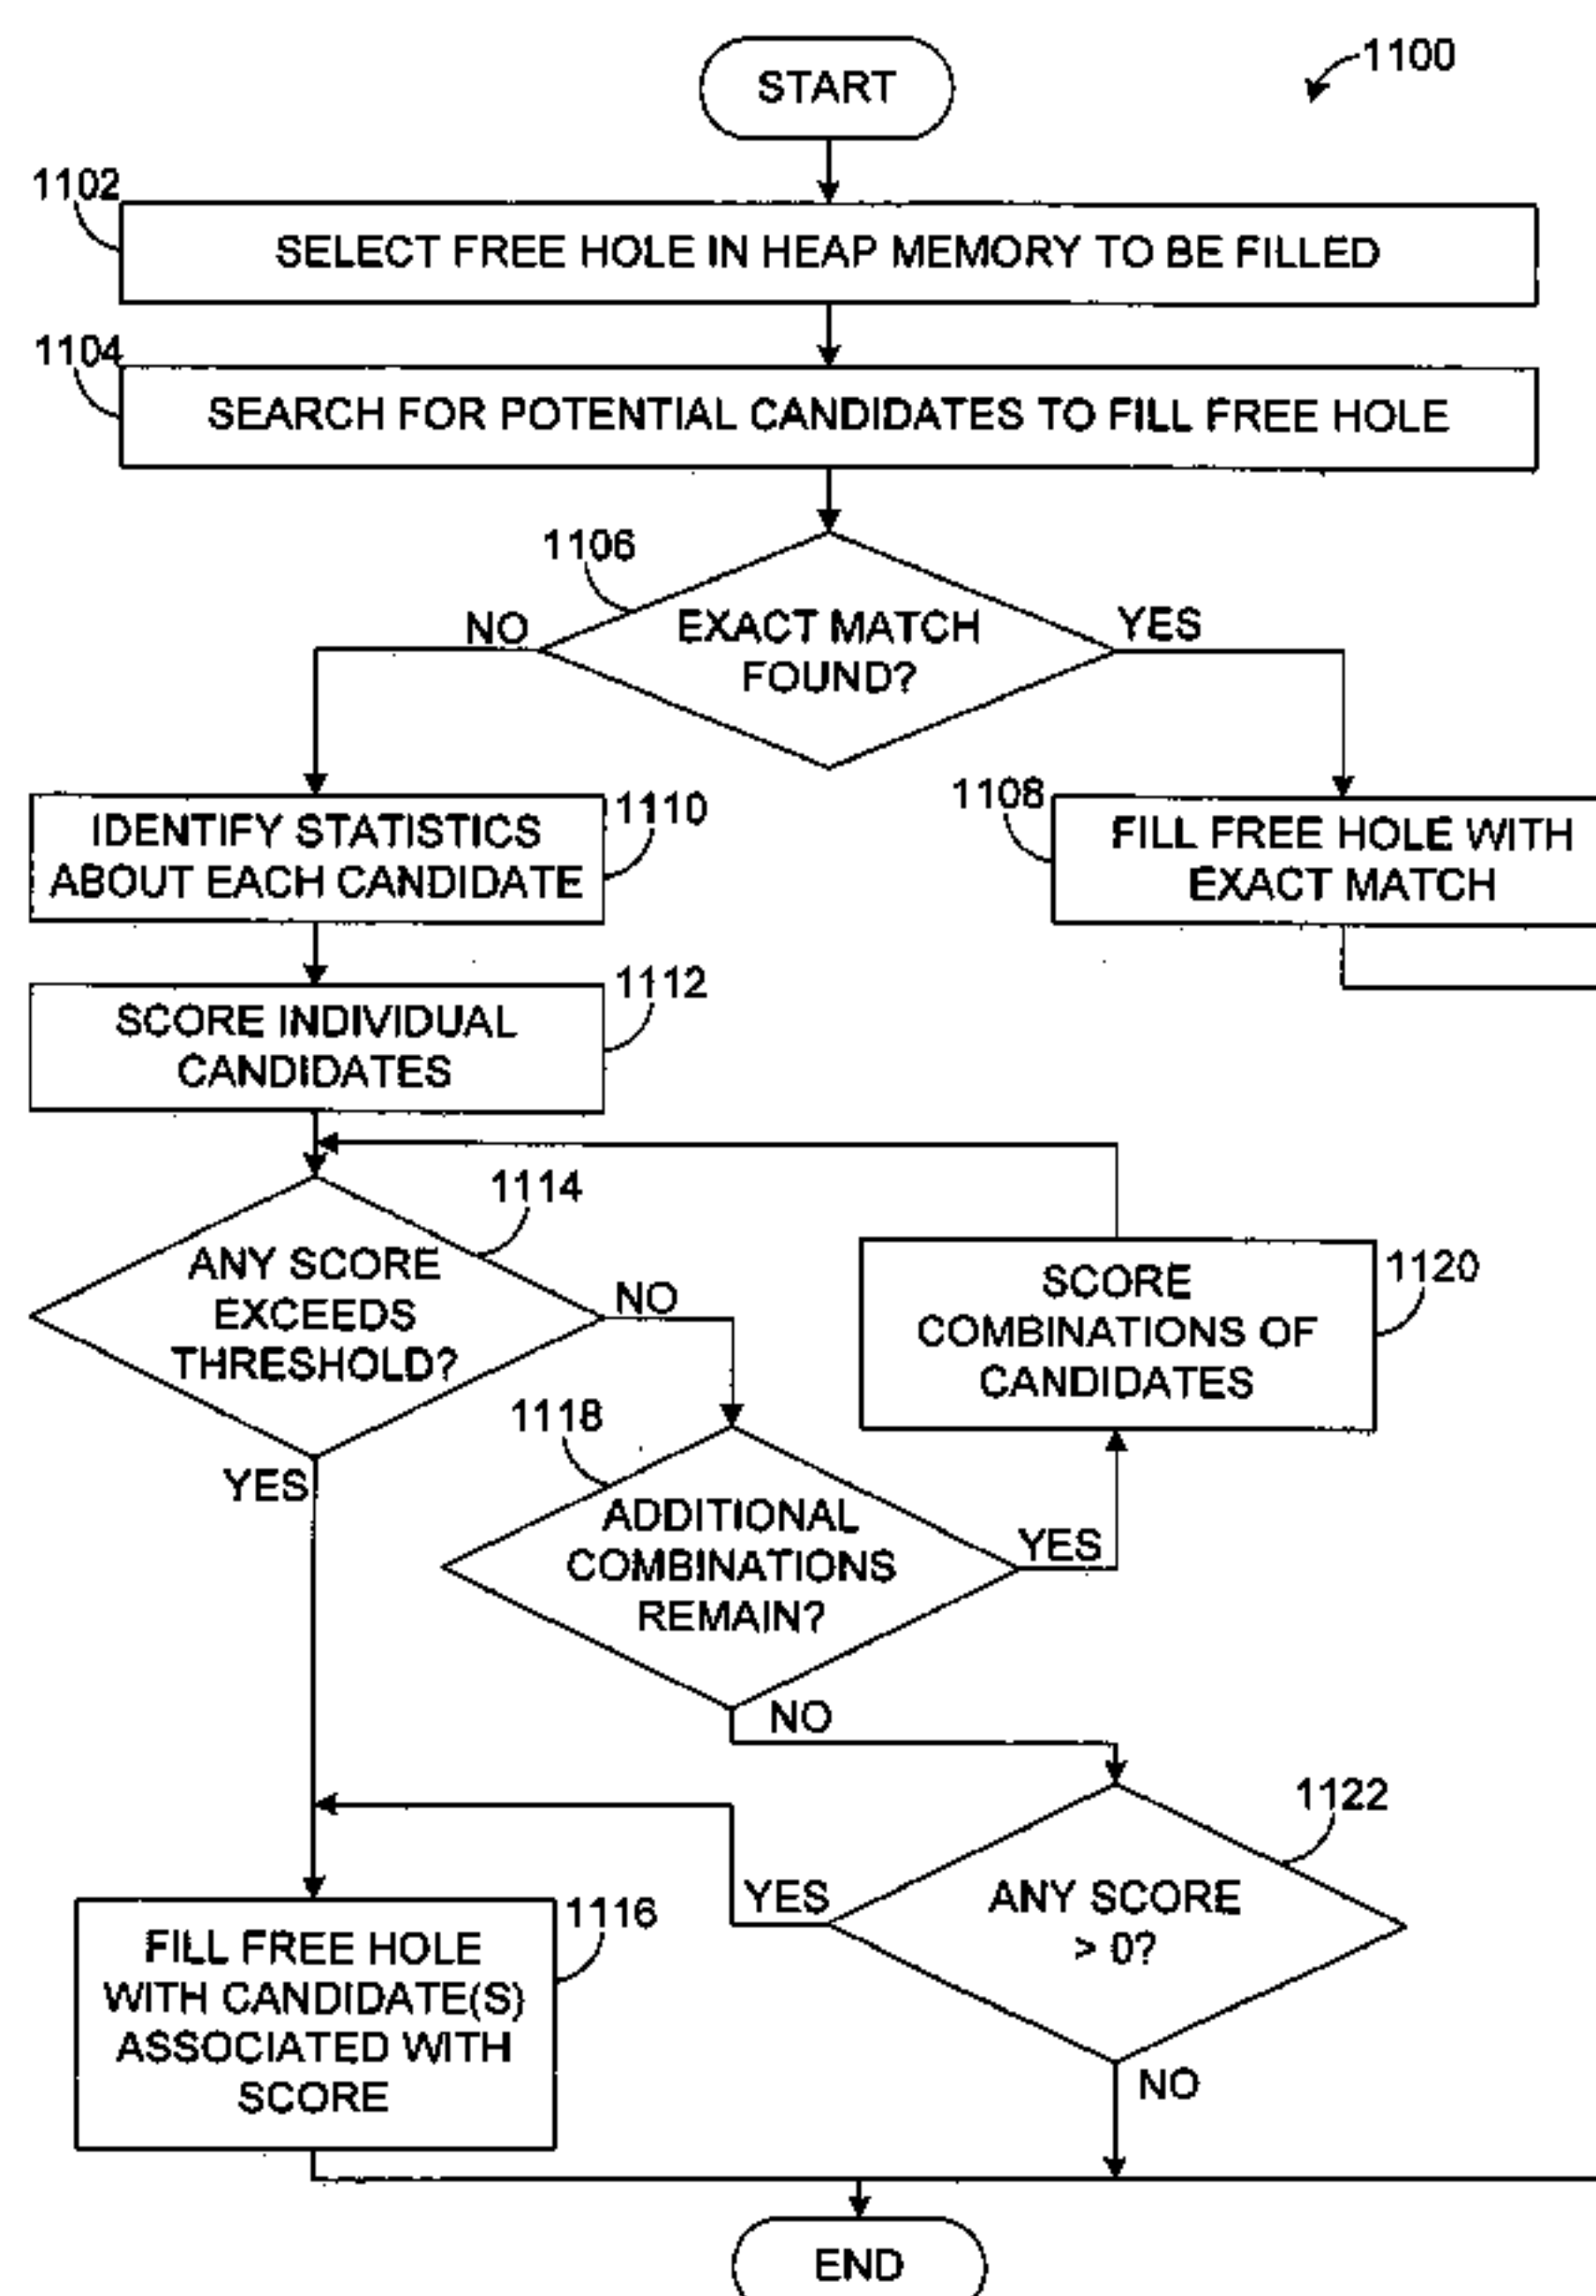 START
1100
1102
SELECT FREE HOLE IN HEAP MEMORY TO BE FILLED
1104
SEARCH FOR POTENTIAL CANDIDATES TO FILL FREE HOLE
1106
EXACT MATCH
FOUND?
NO
YES
1110
IDENTIFY STATISTICS
ABOUT EACH CANDIDATE
1108
FILL FREE HOLE WITH
EXACT MATCH
1112
SCORE INDIVIDUAL
CANDIDATES
1114
ANY SCORE
EXCEEDS
THRESHOLD?
NO
YES
1120
SCORE
COMBINATIONS OF
CANDIDATES
1118
ADDITIONAL
COMBINATIONS
REMAIN?
YES
NO
1122
ANY SCORE
> 0?
YES
NO
1116
FILL FREE HOLE
WITH CANDIDATE(S)
ASSOCIATED WITH
SCORE
END